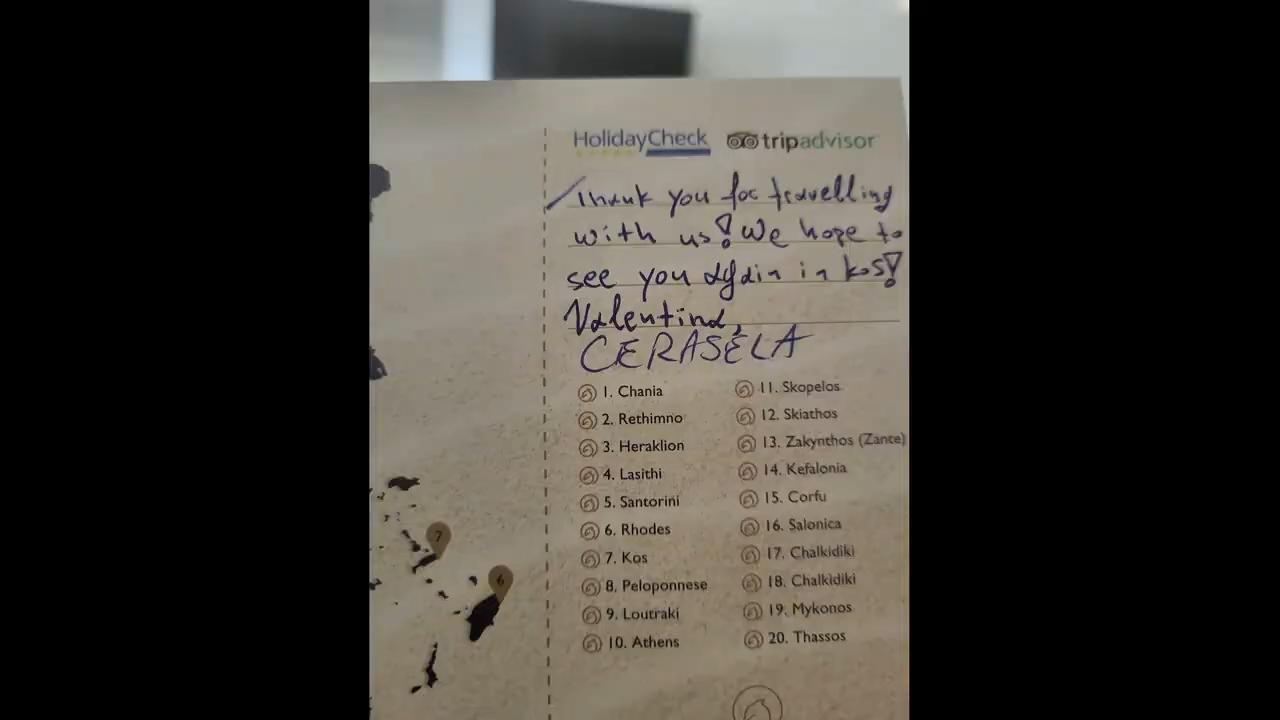 HolidayCheck tripadvisor
Thank you for travelling
with us! We hope to
see you again in kos!
Valentina,
CERASELA
1. Chania
2. Rethimno
3. Heraklion
4. Lasithi
5. Santorini
6. Rhodes
7. Kos
8. Peloponnese
9. Loutraki
10. Athens
11. Skopelos
12. Skiathos
13. Zakynthos (Zante)
14. Kefalonia
15. Corfu
16. Salonica
17. Chalkidiki
18. Chalkidiki
19. Mykonos
20. Thassos
7
6